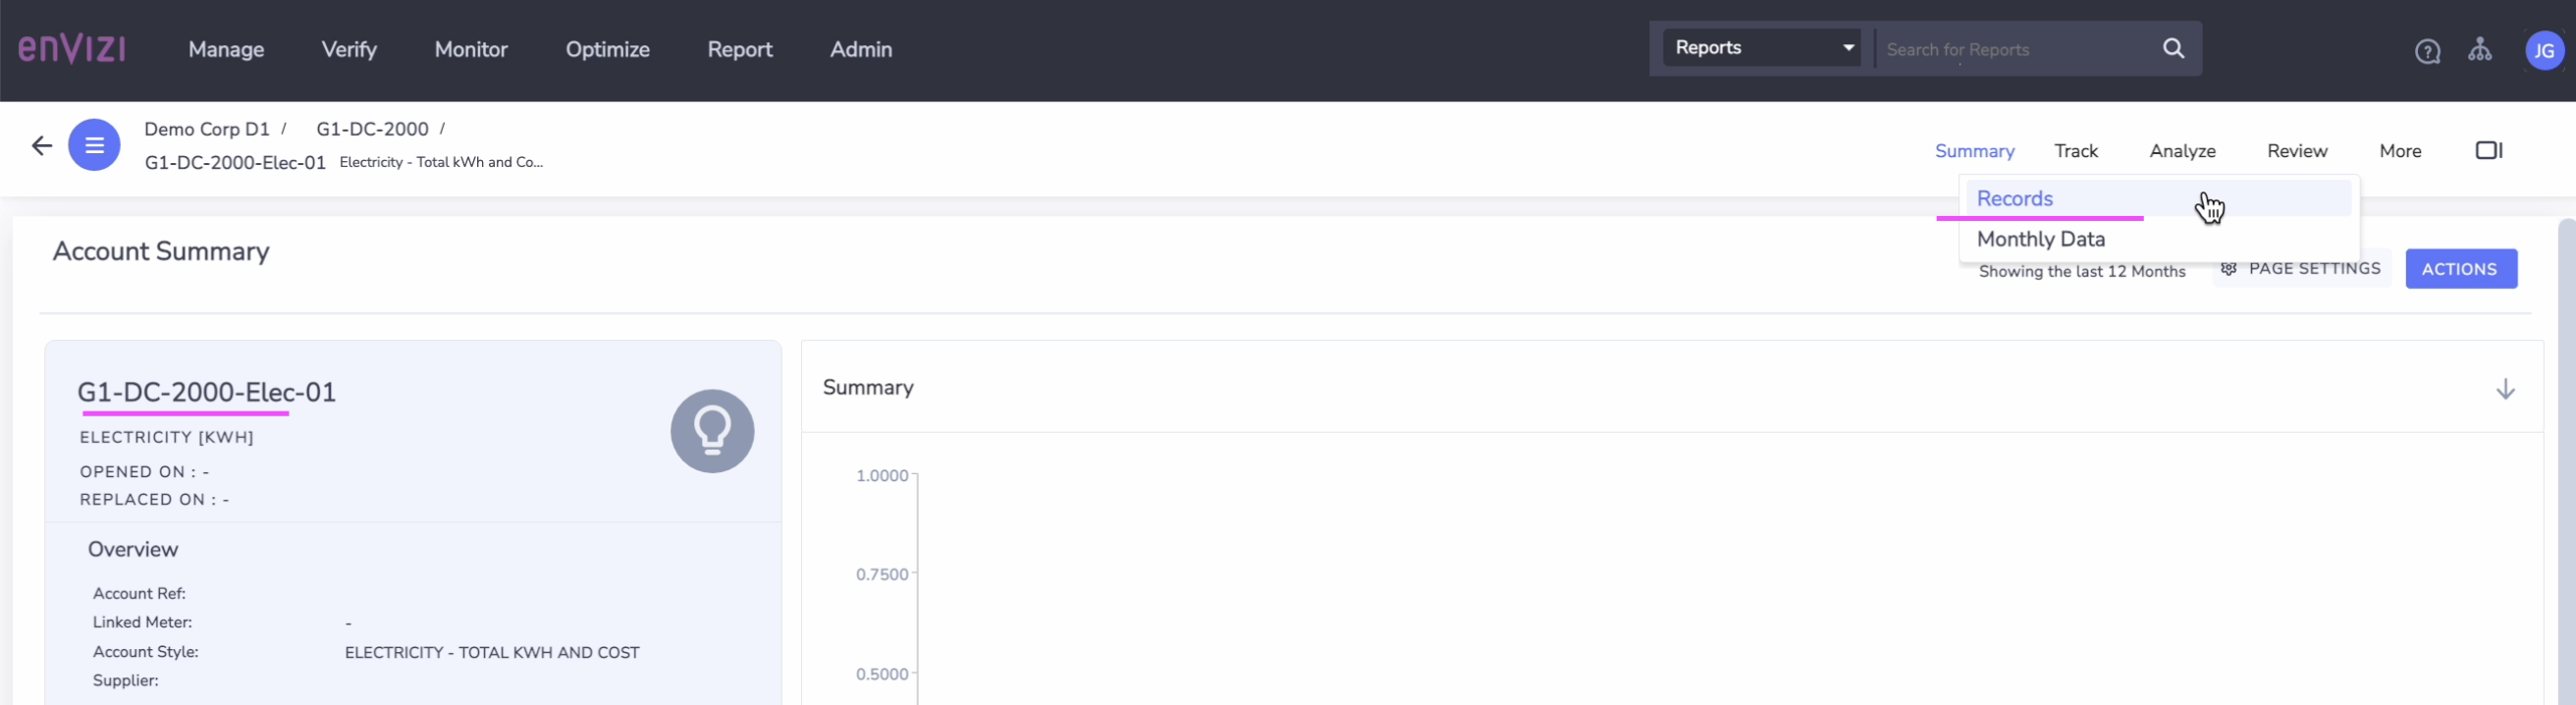 enVizi
Manage
Verify
Monitor
Optimize
Report
Admin
Reports
Search for Reports
JG
Demo Corp D1 / G1-DC-2000 /
G1-DC-2000-Elec-01 Electricity - Total kWh and Co...
Summary
Track
Analyze
Review
More
Records
Monthly Data
Account Summary
Showing the last 12 Months
PAGE SETTINGS
ACTIONS
G1-DC-2000-Elec-01
ELECTRICITY [KWH]
OPENED ON : -
REPLACED ON : -
Overview
Account Ref:
Linked Meter: -
Account Style: ELECTRICITY - TOTAL KWH AND COST
Supplier:
Summary
1.0000
0.7500
0.5000